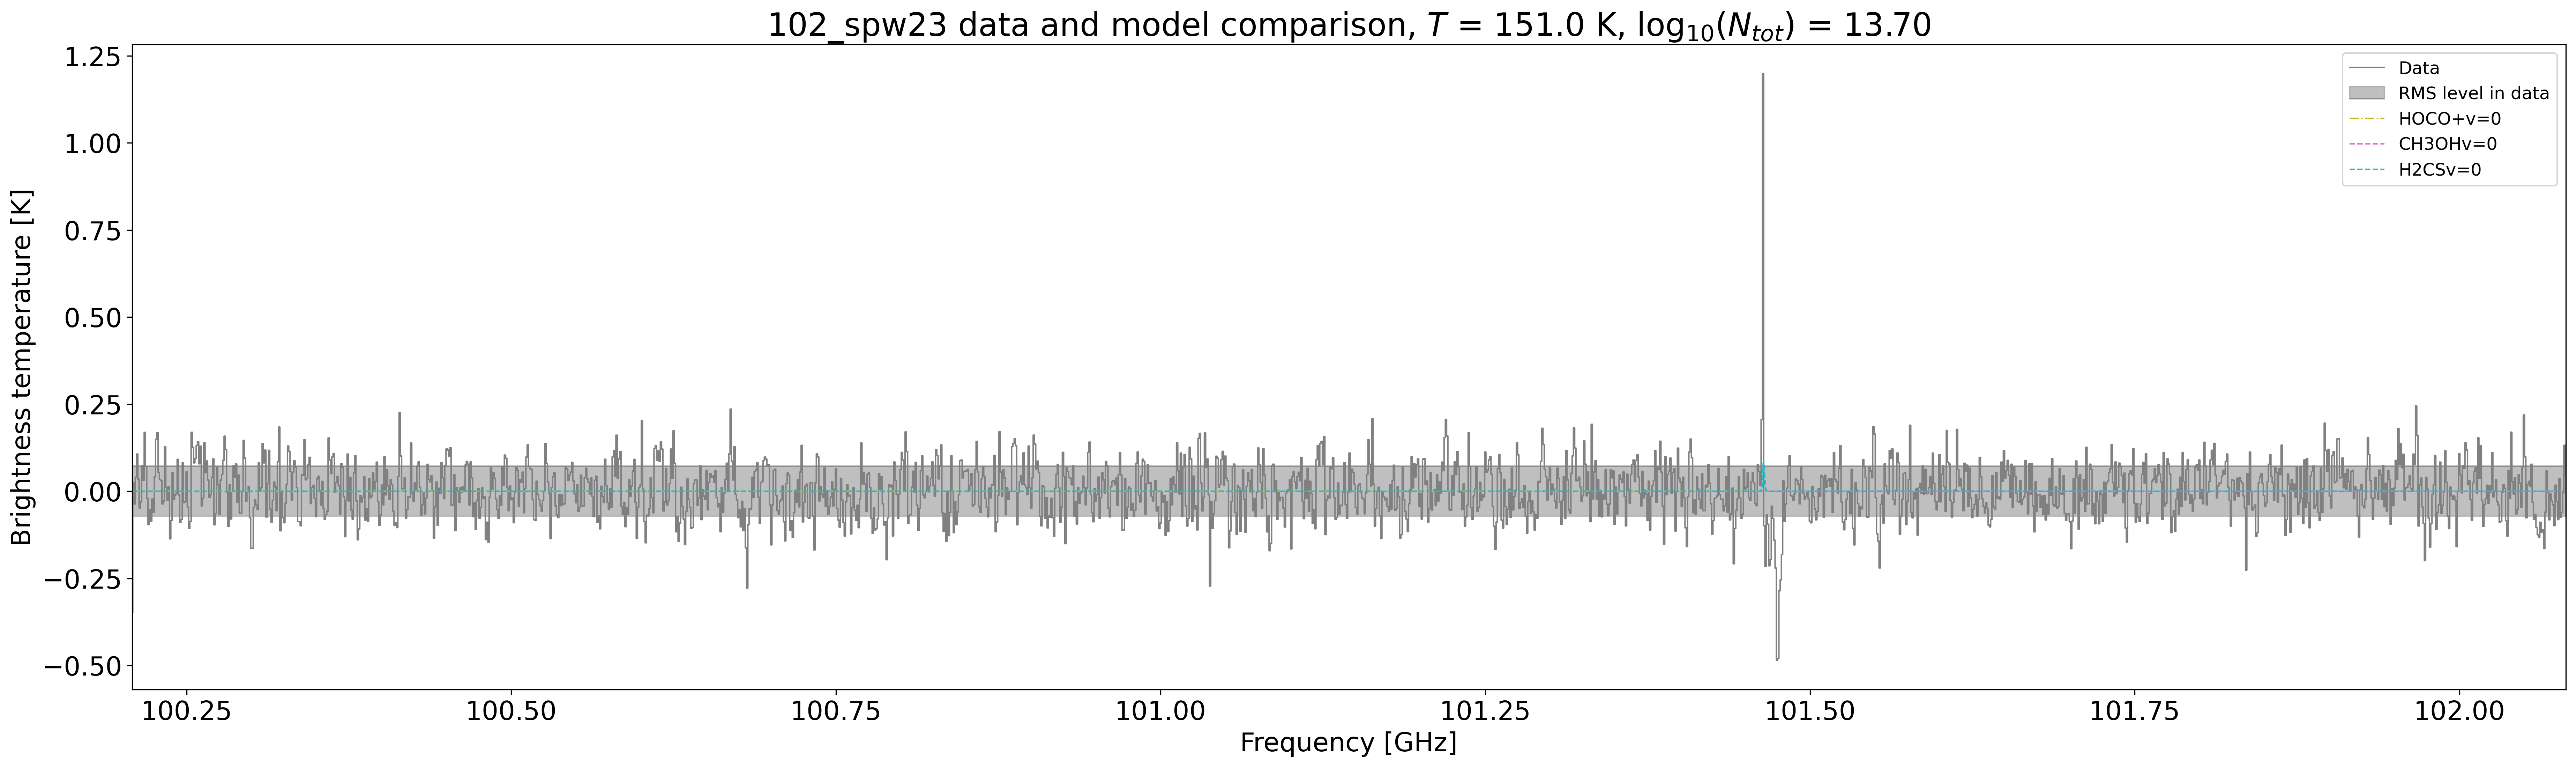 102_spw23 data and model comparison, T = 151.0 K, log₁₀(Nₜₒₜ) = 13.70
Data
RMS level in data
HOCO+v=0
CH3OHv=0
H2CSv=0
Brightness temperature [K]
1.25
1.00
0.75
0.50
0.25
0.00
−0.25
−0.50
100.25 100.50 100.75 101.00 101.25 101.50 101.75 102.00
Frequency [GHz]